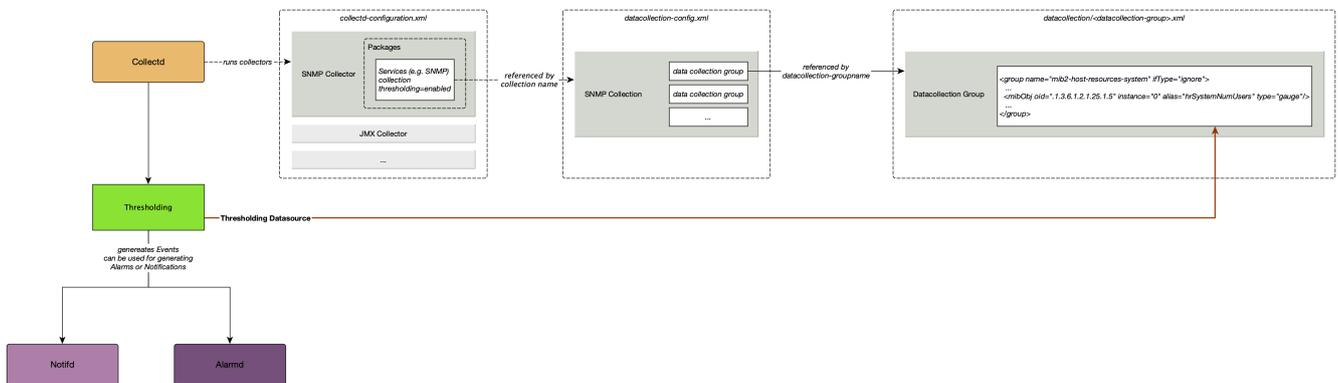 collectd-configuration.xml
datacollection-config.xml
datacollection/<datacollection-group>.xml
Collectd
runs collectors
SNMP Collector
Packages
Services (e.g. SNMP)
collection
thresholding=enabled
JMX Collector
...
referenced by
collection name
SNMP Collection
data collection group
data collection group
...
referenced by
datacollection-groupname
Datacollection Group
<group name="mib2-host-resources-system" ifType="ignore">
...
<mibObj oid=".1.3.6.1.2.1.25.1.5" instance="0" alias="hrSystemNumUsers" type="gauge"/>
...
</group>
Thresholding
Thresholding Datasource
genereates Events
can be used for generating
Alarms or Notifications
Notifd
Alarmd